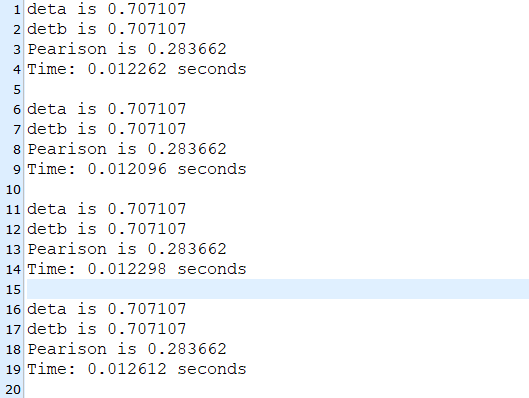 1 deta is 0.707107
2 detb is 0.707107
3 Pearison is 0.283662
4 Time: 0.012262 seconds
5
6 deta is 0.707107
7 detb is 0.707107
8 Pearison is 0.283662
9 Time: 0.012096 seconds
10
11 deta is 0.707107
12 detb is 0.707107
13 Pearison is 0.283662
14 Time: 0.012298 seconds
15
16 deta is 0.707107
17 detb is 0.707107
18 Pearison is 0.283662
19 Time: 0.012612 seconds
20